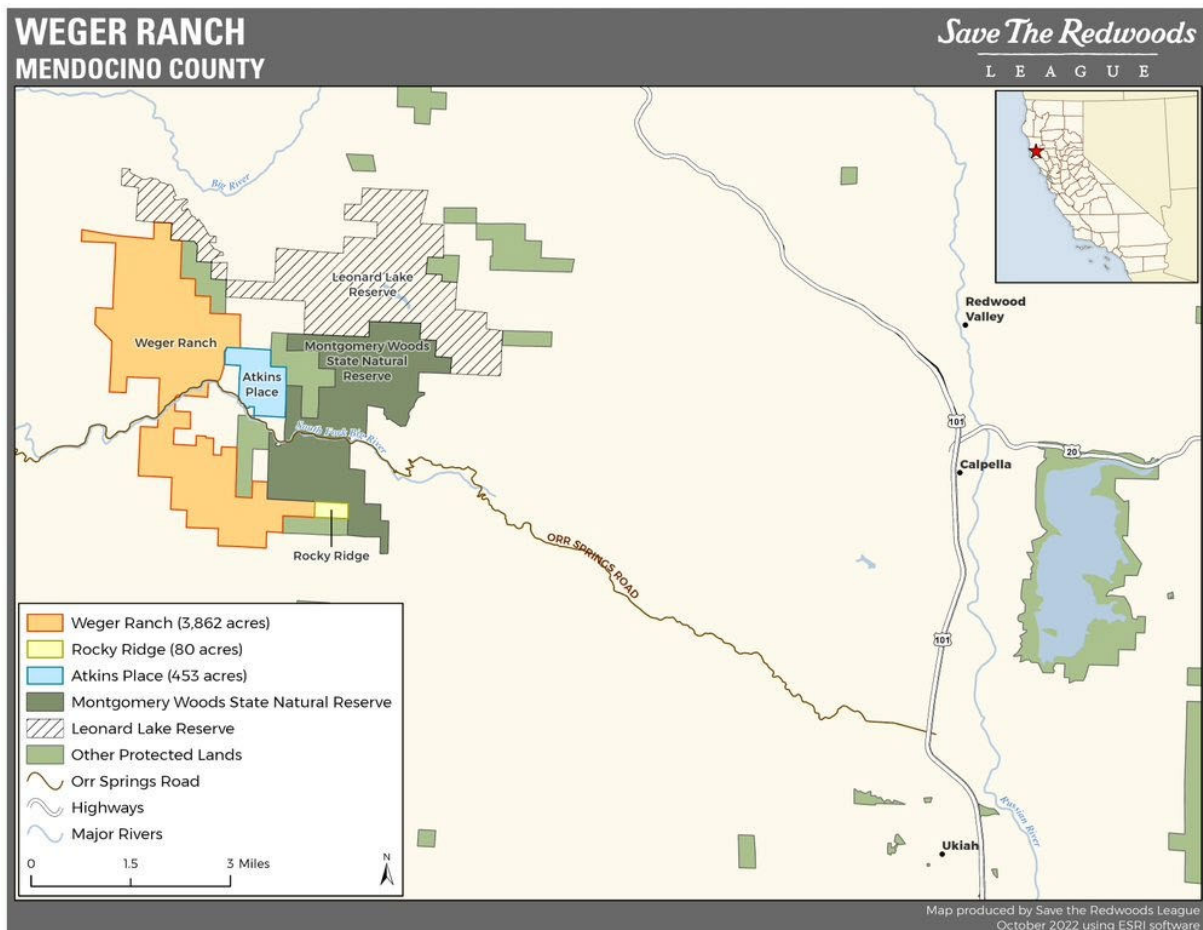 WEGER RANCH
MENDOCINO COUNTY
Save The Redwoods
LEAGUE
Big River
Leonard Lake
Reserve
Redwood
Valley
Weger Ranch
Montgomery Woods
State Natural
Reserve
Atkins
Place
South Fork Big River
101
20
Calpella
Rocky Ridge
ORR SPRINGS ROAD
101
Weger Ranch (3,862 acres)
Rocky Ridge (80 acres)
Atkins Place (453 acres)
Montgomery Woods State Natural Reserve
Leonard Lake Reserve
Other Protected Lands
Orr Springs Road
Highways
Major Rivers
0 1.5 3 Miles
N
Russian River
Ukiah
Map produced by Save the Redwoods League
October 2022 using ESRI software